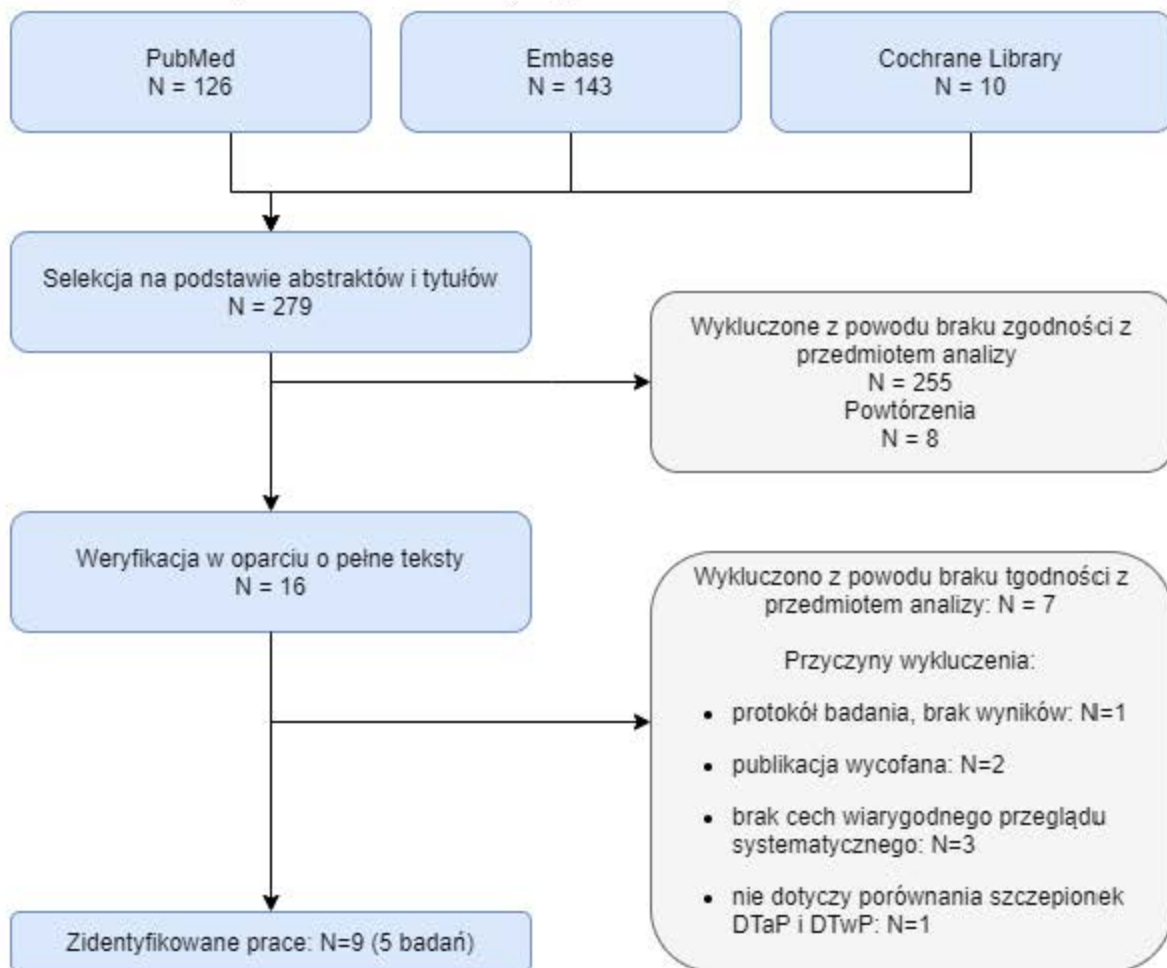 PubMed
N = 126
Embase
N = 143
Cochrane Library
N = 10
Selekcja na podstawie abstraktów i tytułów
N = 279
Wykluczone z powodu braku zgodności z
przedmiotem analizy
N = 255
Powtórzenia
N = 8
Weryfikacja w oparciu o pełne teksty
N = 16
Wykluczono z powodu braku tgodności z
przedmiotem analizy: N = 7
Przyczyny wykluczenia:
• protokół badania, brak wyników: N=1
• publikacja wycofana: N=2
• brak cech wiarygodnego przeglądu
systematycznego: N=3
• nie dotyczy porównania szczepionek
DTaP i DTwP: N=1
Zidentyfikowane prace: N=9 (5 badań)